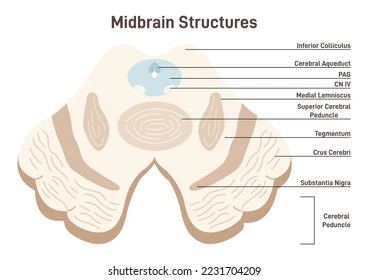 Midbrain Structures
Inferior Colliculus
Cerebral Aqueduct
PAG
CN IV
Medial Lemniscus
Superior Cerebral
Peduncle
Tegmentum
Crus Cerebri
Substantia Nigra
Cerebral
Peduncle
shutterstock.com · 2231704209